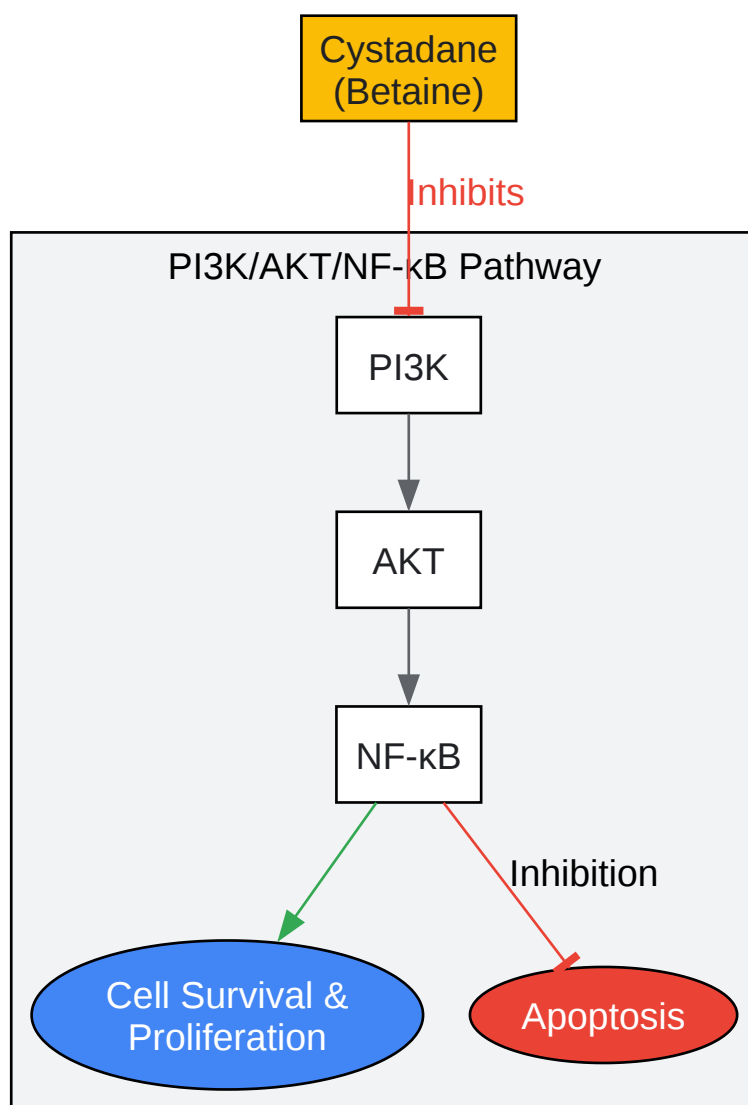 Cystadane
(Betaine)
Inhibits
PI3K/AKT/NF-κB Pathway
PI3K
AKT
NF-κB
Inhibition
Cell Survival &
Proliferation
Apoptosis